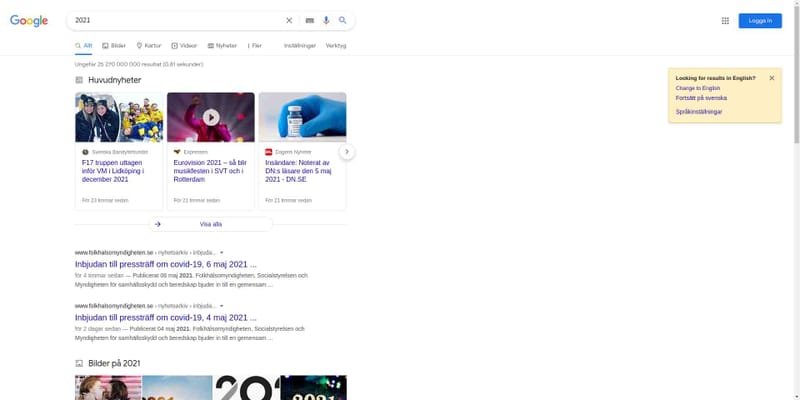 Google
2021
Logga in
Allt
Bilder
Kartor
Videor
Nyheter
Fler
Inställningar
Verktyg
Ungefär 25 270 000 000 resultat (0,81 sekunder)
Looking for results in English?
Change to English
Fortsätt på svenska
Språkinställningar
Huvudnyheter
Svenska Bandyförbundet
F17 truppen uttagen
inför VM i Lidköping i
december 2021
För 23 timmar sedan
Expressen
Eurovision 2021 – så blir
musikfesten i SVT och i
Rotterdam
För 21 timmar sedan
Dagens Nyheter
Insändare: Noterat av
DN:s läsare den 5 maj
2021 - DN.SE
För 21 timmar sedan
Visa alla
www.folkhalsomyndigheten.se › nyhetsarkiv › inbjuda...
Inbjudan till pressträff om covid-19, 6 maj 2021 ...
för 4 timmar sedan — Publicerat 06 maj 2021. Folkhälsomyndigheten, Socialstyrelsen och
Myndigheten för samhällsskydd och beredskap bjuder in till en gemensam ...
www.folkhalsomyndigheten.se › nyhetsarkiv › inbjuda...
Inbjudan till pressträff om covid-19, 4 maj 2021 ...
för 2 dagar sedan — Publicerat 04 maj 2021. Folkhälsomyndigheten, Socialstyrelsen och
Myndigheten för samhällsskydd och beredskap bjuder in till en gemensam ...
Bilder på 2021
2021